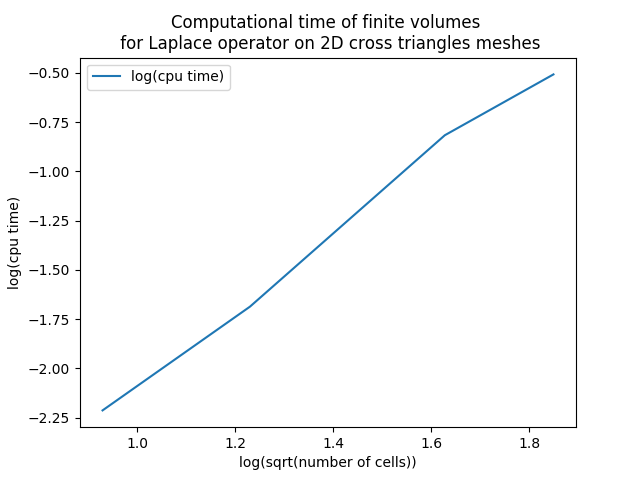 Computational time of finite volumes
for Laplace operator on 2D cross triangles meshes
log(cpu time)
−0.50
−0.75
−1.00
−1.25
−1.50
−1.75
−2.00
−2.25
log(cpu time)
1.0 1.2 1.4 1.6 1.8
log(sqrt(number of cells))